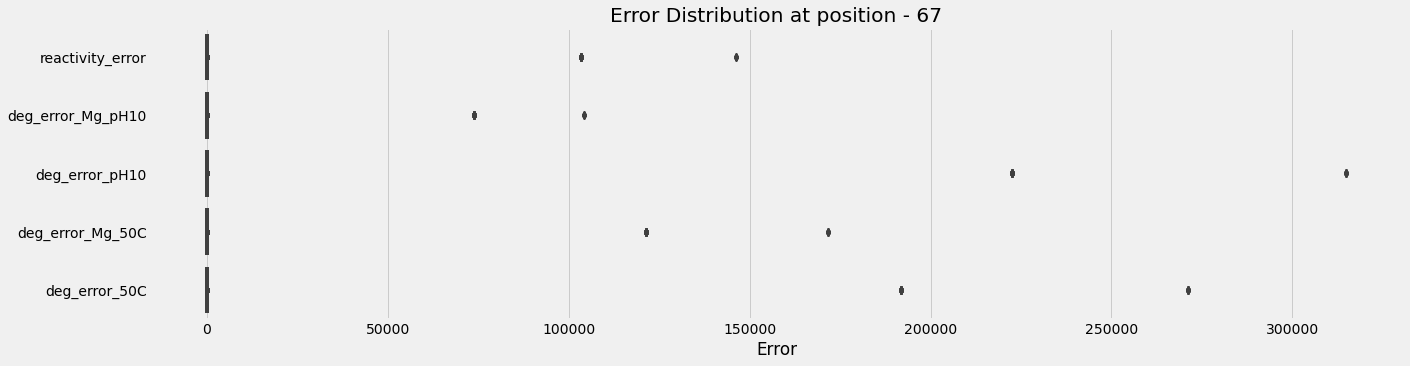 Error Distribution at position - 67
reactivity_error
deg_error_Mg_pH10
deg_error_pH10
deg_error_Mg_50C
deg_error_50C
0 50000 100000 150000 200000 250000 300000
Error